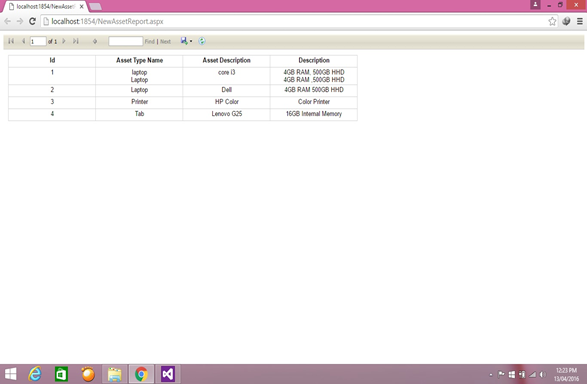 localhost:1854/NewAsset
localhost:1854/NewAssetReport.aspx
1 of 1 Find | Next
Id Asset Type Name Asset Description Description
1 laptop core i3 4GB RAM, 500GB HHD
Laptop 4GB RAM ,500GB HHD
2 Laptop Dell 4GB RAM 500GB HHD
3 Printer HP Color Color Printer
4 Tab Lenovo G25 16GB Internal Memory
12:23 PM
13/04/2016